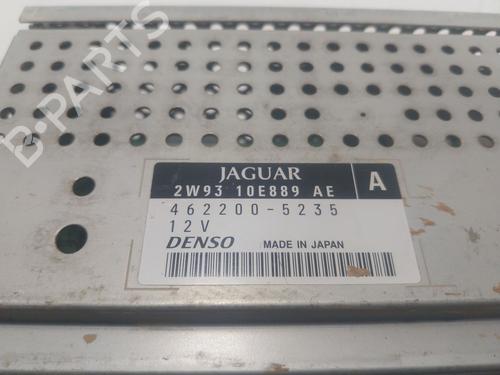 B-PARTS
JAGUAR
2W93 10E889 AE A
462200-5235
12V
DENSO MADE IN JAPAN